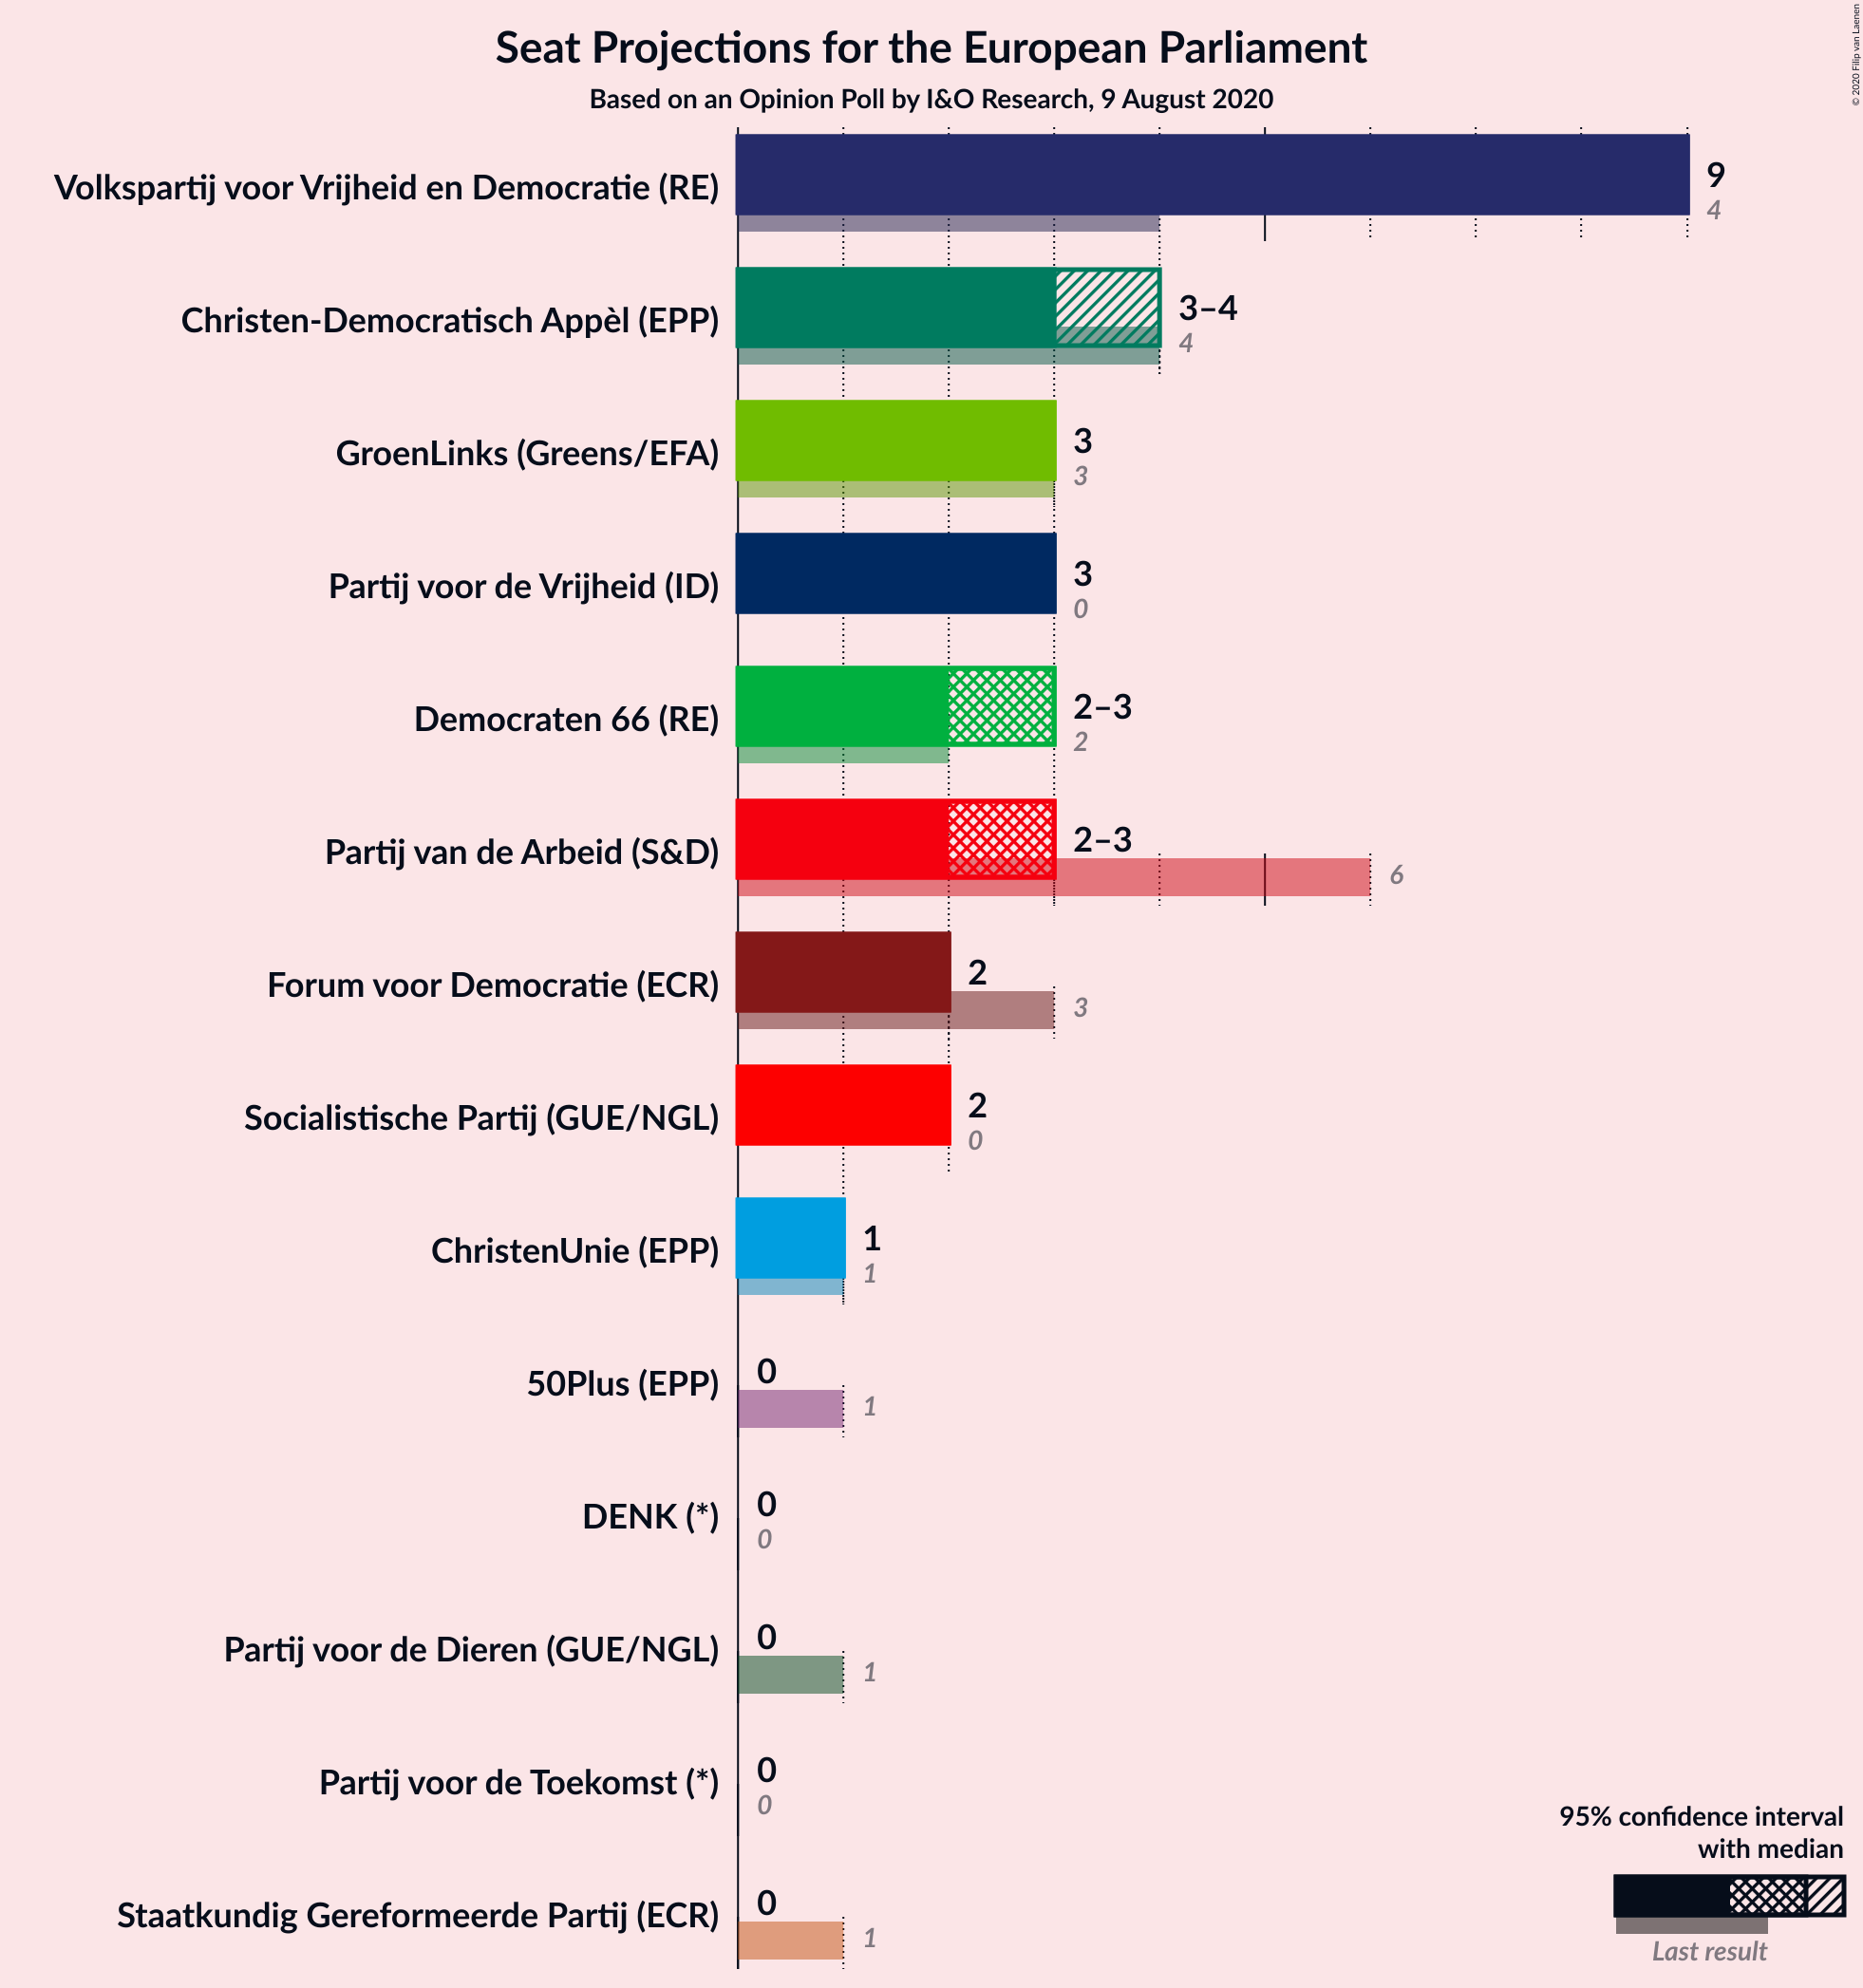 Seat Projections for the European Parliament
Based on an Opinion Poll by I&O Research, 9 August 2020
© 2020 Filip van Laenen
Volkspartij voor Vrijheid en Democratie (RE)
9
4
Christen-Democratisch Appèl (EPP)
3–4
4
GroenLinks (Greens/EFA)
3
3
Partij voor de Vrijheid (ID)
3
0
Democraten 66 (RE)
2–3
2
Partij van de Arbeid (S&D)
2–3
6
Forum voor Democratie (ECR)
2
3
Socialistische Partij (GUE/NGL)
2
0
ChristenUnie (EPP)
1
1
50Plus (EPP)
0
1
DENK (*)
0
0
Partij voor de Dieren (GUE/NGL)
0
1
Partij voor de Toekomst (*)
0
0
Staatkundig Gereformeerde Partij (ECR)
0
1
95% confidence interval
with median
Last result